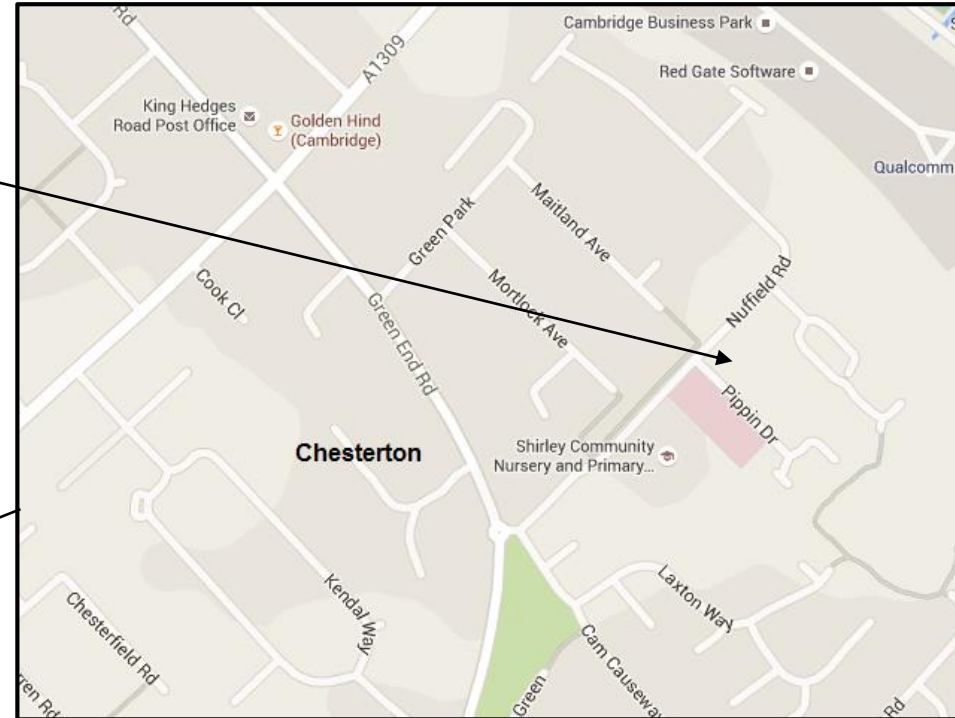 Rd
A1309
Cambridge Business Park
Red Gate Software
King Hedges
Road Post Office
Golden Hind
(Cambridge)
Qualcomm
Maitland Ave
Green Park
Mortlock Ave
Nuffield Rd
Cook Cl
Green End Rd
Pippin Dr
Chesterton
Shirley Community
Nursery and Primary...
Kendal Way
Laxton Way
Chesterfield Rd
Cam Causeway
Green
ren Rd
Rd